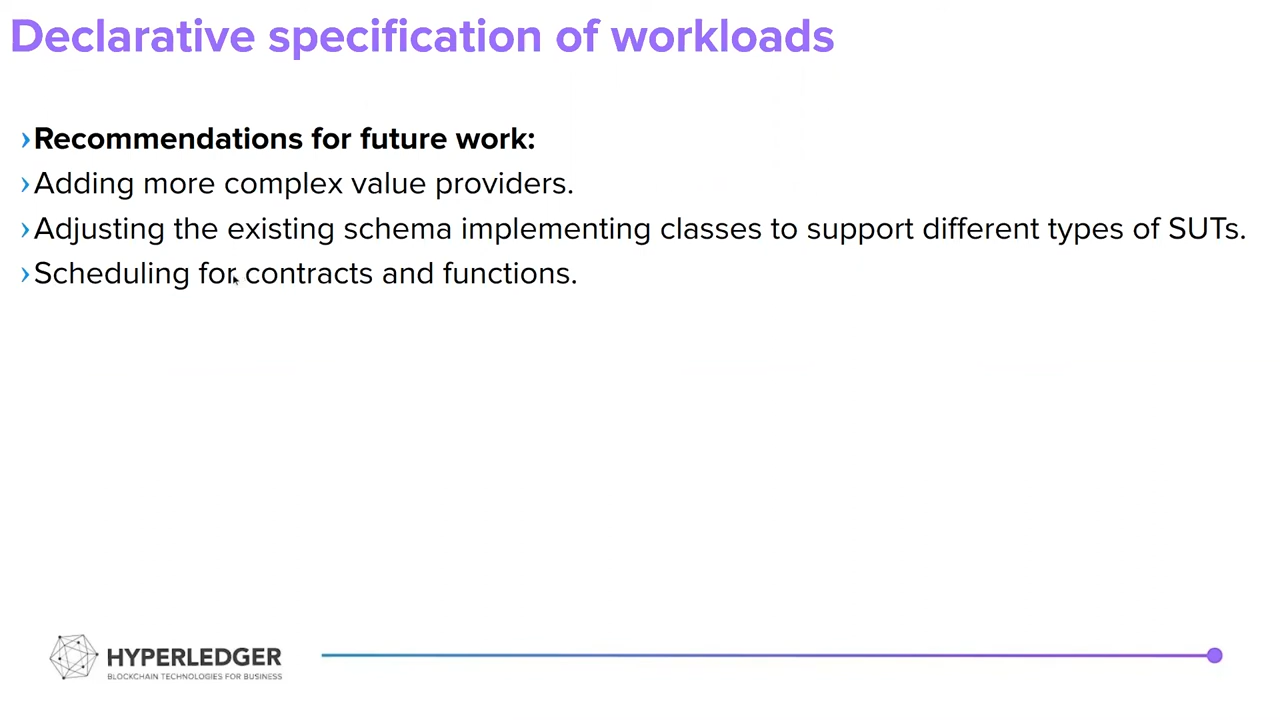 Declarative specification of workloads
›Recommendations for future work:
›Adding more complex value providers.
›Adjusting the existing schema implementing classes to support different types of SUTs.
›Scheduling for contracts and functions.
HYPERLEDGER
BLOCKCHAIN TECHNOLOGIES FOR BUSINESS